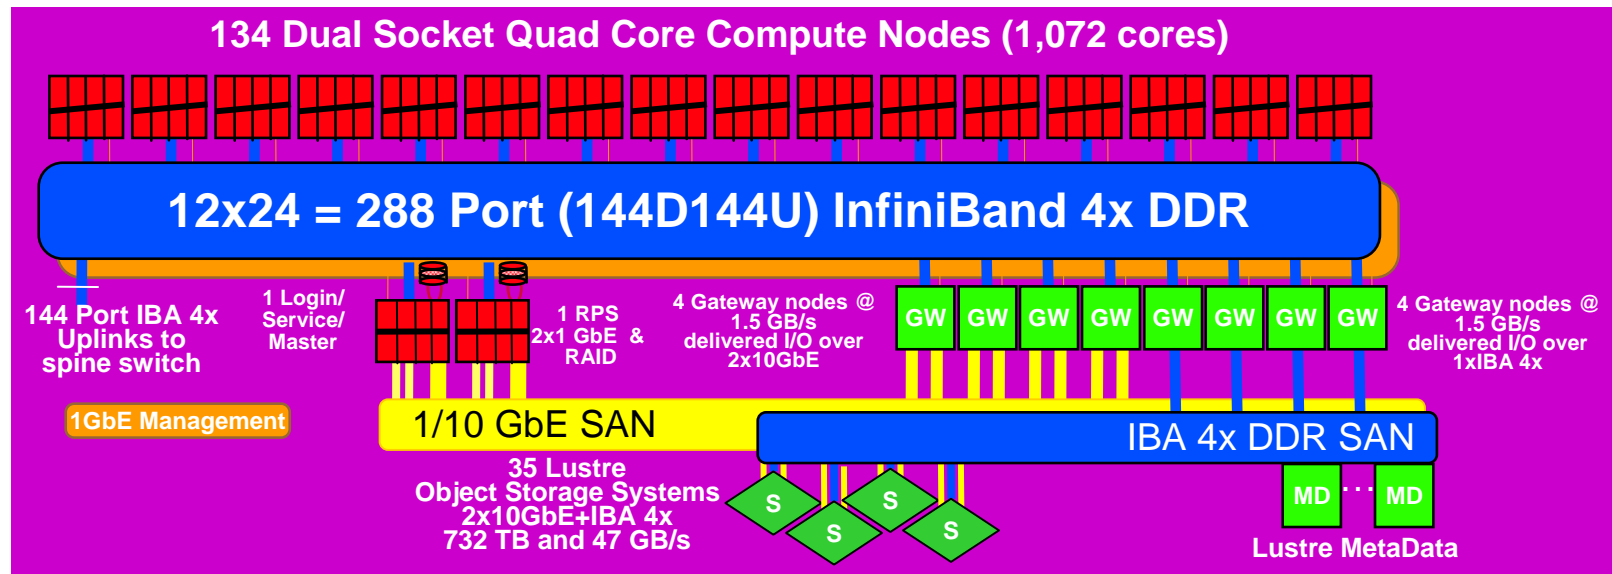 134 Dual Socket Quad Core Compute Nodes (1,072 cores)
12x24 = 288 Port (144D144U) InfiniBand 4x DDR
144 Port IBA 4x
Uplinks to
spine switch
1 Login/
Service/
Master
1 RPS
2x1 GbE &
RAID
4 Gateway nodes @
1.5 GB/s
delivered I/O over
2x10GbE
GW GW GW GW GW GW GW GW
4 Gateway nodes @
1.5 GB/s
delivered I/O over
1xIBA 4x
1GbE Management
1/10 GbE SAN
IBA 4x DDR SAN
35 Lustre
Object Storage Systems
2x10GbE+IBA 4x
732 TB and 47 GB/s
S S S S
MD ... MD
Lustre MetaData